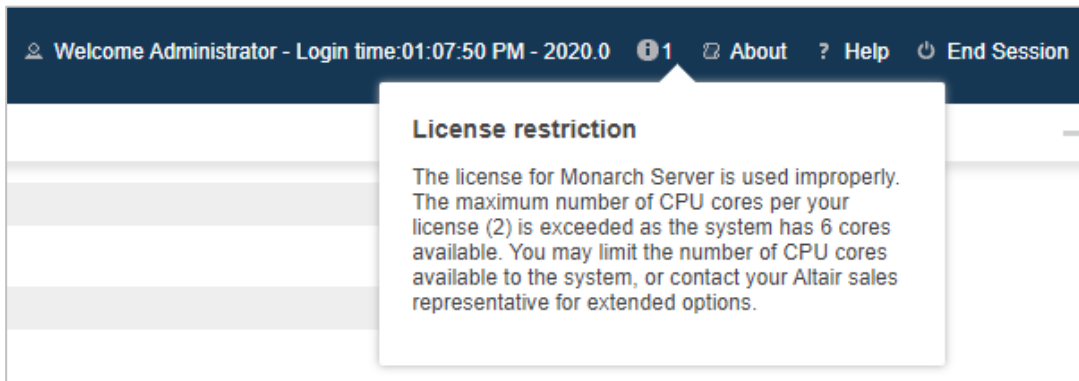 Welcome Administrator - Login time:01:07:50 PM - 2020.0 1 About ? Help End Session
License restriction
The license for Monarch Server is used improperly.
The maximum number of CPU cores per your
license (2) is exceeded as the system has 6 cores
available. You may limit the number of CPU cores
available to the system, or contact your Altair sales
representative for extended options.